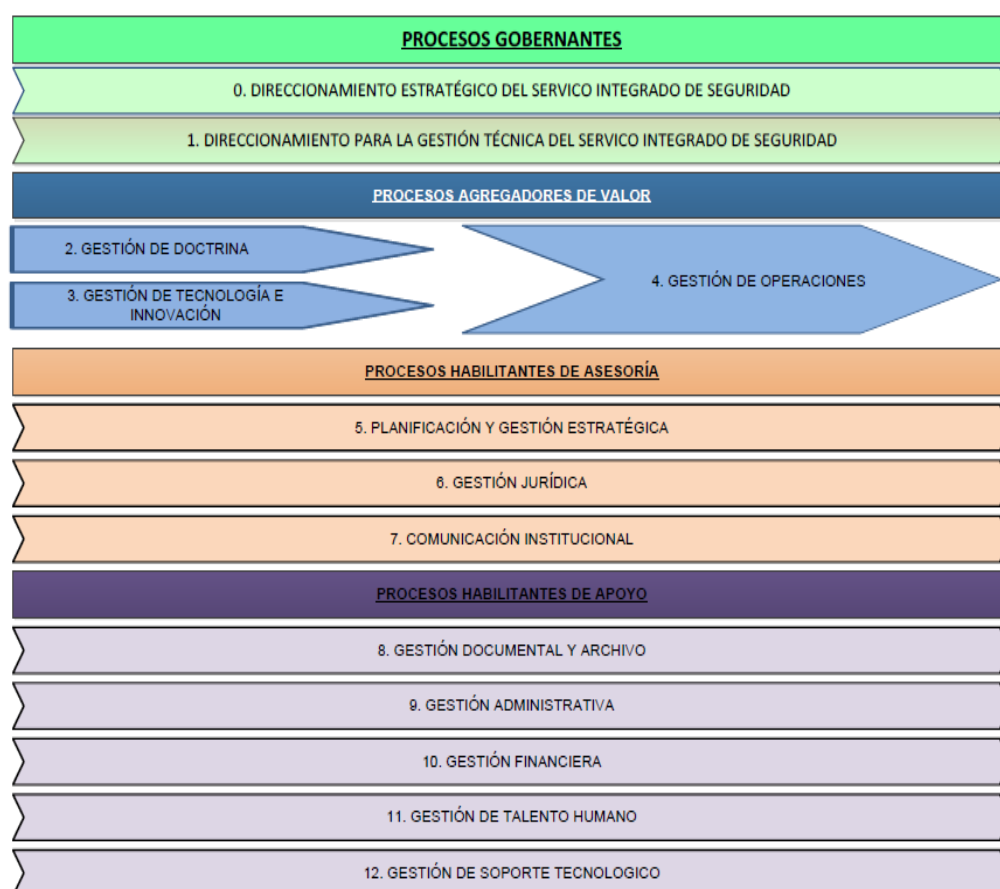 PROCESOS GOBERNANTES
0. DIRECCIONAMIENTO ESTRATÉGICO DEL SERVICO INTEGRADO DE SEGURIDAD
1. DIRECCIONAMIENTO PARA LA GESTIÓN TÉCNICA DEL SERVICO INTEGRADO DE SEGURIDAD
PROCESOS AGREGADORES DE VALOR
2. GESTIÓN DE DOCTRINA
3. GESTIÓN DE TECNOLOGÍA E
INNOVACIÓN
4. GESTIÓN DE OPERACIONES
PROCESOS HABILITANTES DE ASESORÍA
5. PLANIFICACIÓN Y GESTIÓN ESTRATÉGICA
6. GESTIÓN JURÍDICA
7. COMUNICACIÓN INSTITUCIONAL
PROCESOS HABILITANTES DE APOYO
8. GESTIÓN DOCUMENTAL Y ARCHIVO
9. GESTIÓN ADMINISTRATIVA
10. GESTIÓN FINANCIERA
11. GESTIÓN DE TALENTO HUMANO
12. GESTIÓN DE SOPORTE TECNOLOGICO